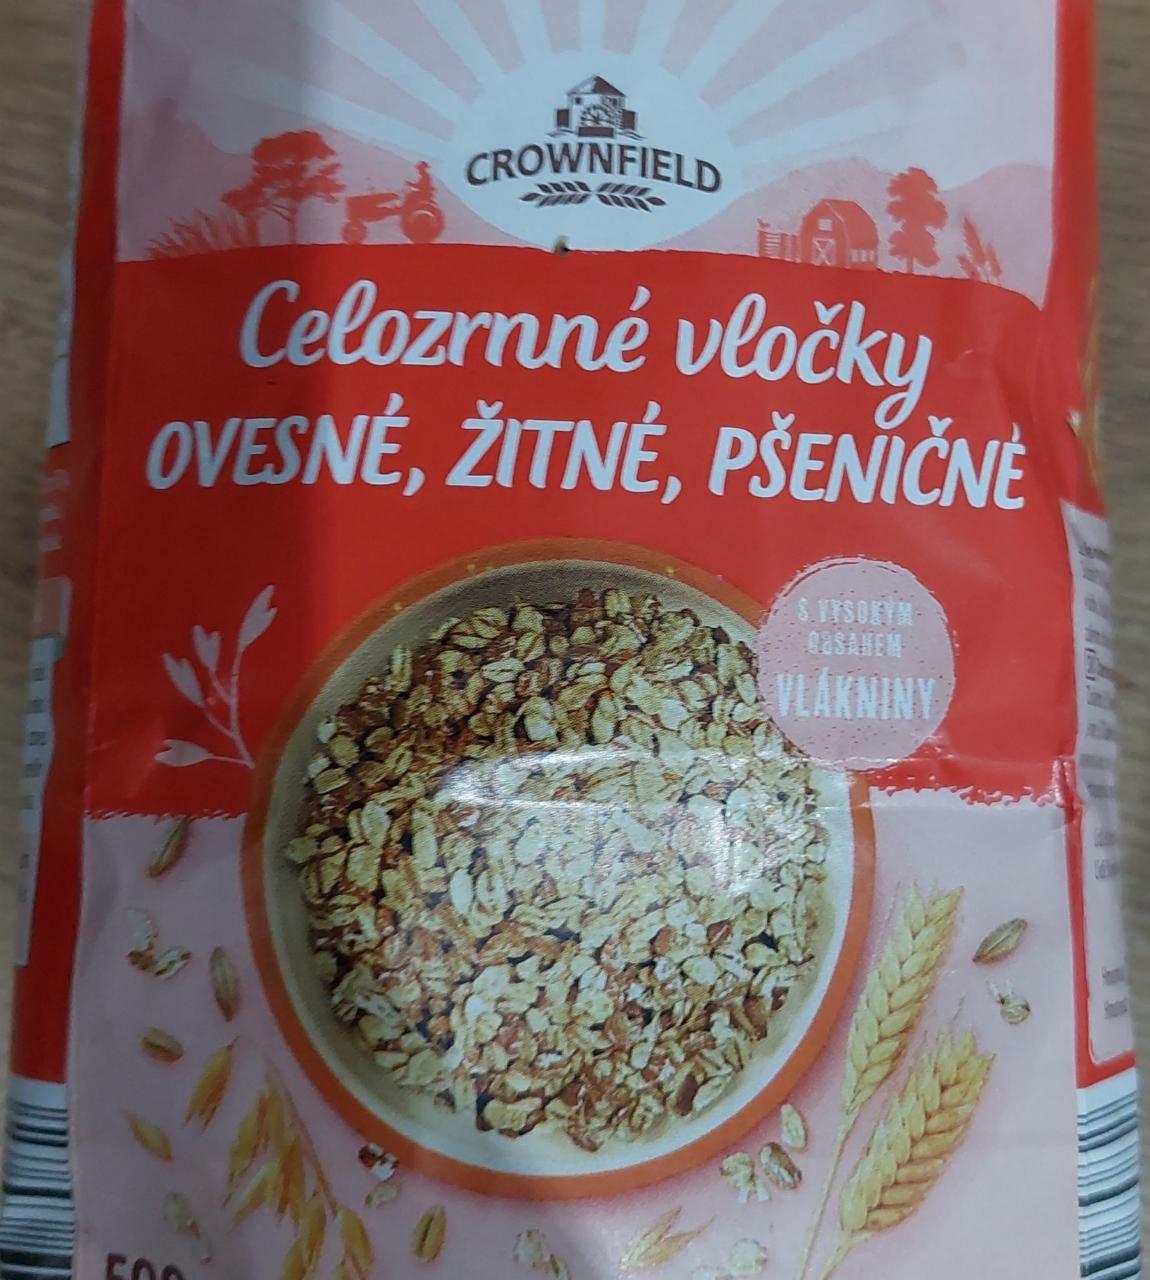 CROWNFIELD
Celozrnné vločky
OVESNÉ, ŽITNÉ, PŠENIČNÉ
S VYSOKÝM
OBSAHEM
VLÁKNINY